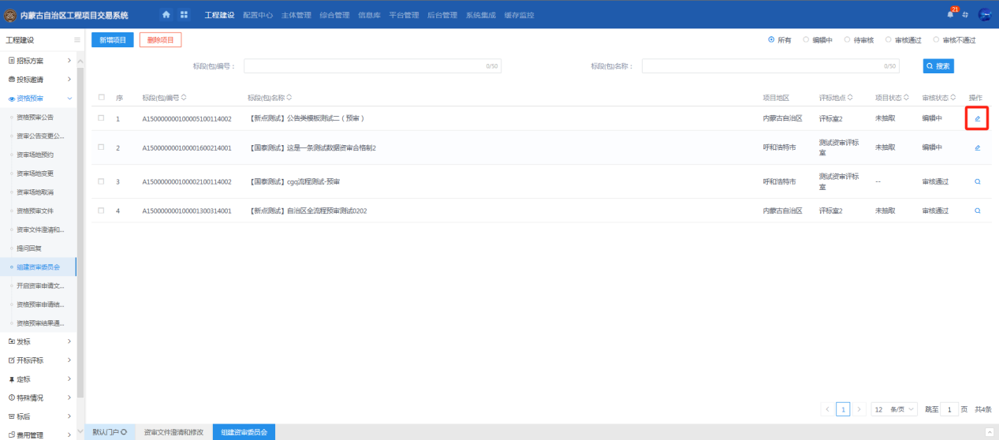 内蒙古自治区工程项目交易系统
工程建设 配置中心 主体管理 综合管理 信息库 平台管理 后台管理 系统集成 缓存监控
21
工程建设
新增项目 删除项目
所有 编辑中 待审核 审核通过 审核不通过
招标方案
投标邀请
资格预审
资格预审公告
资审公告变更公...
资审场地预约
资审场地变更
资审场地取消
资格预审文件
资审文件澄清和...
提问回复
组建资审委员会
开启资审申请文...
资格预审申请结...
资格预审结果通...
发标
开标评标
定标
特殊情况
标后
费用管理
标段(包)编号： 0/50 标段(包)名称： 0/50 搜索
序 标段(包)编号 标段(包)名称 项目地区 评标地点 项目状态 审核状态 操作
1 A1500000001000051001140​02 【新点测试】公告类模板测试二（预审） 内蒙古自治区 评标室2 未抽取 编辑中
2 A150000000100001600214001 【国泰测试】这是一条测试数据资审合格制2 呼和浩特市 测试资审评标室 未抽取 编辑中
3 A150000000100002100114002 【国泰测试】cgq流程测试-预审 呼和浩特市 测试资审评标室 -- 审核通过
4 A150000000100001300314001 【新点测试】自治区全流程预审测试0202 内蒙古自治区 评标室2 未抽取 审核通过
1 12 条/页 跳至 1 页 共4条
默认门户 资审文件澄清和修改 组建资审委员会